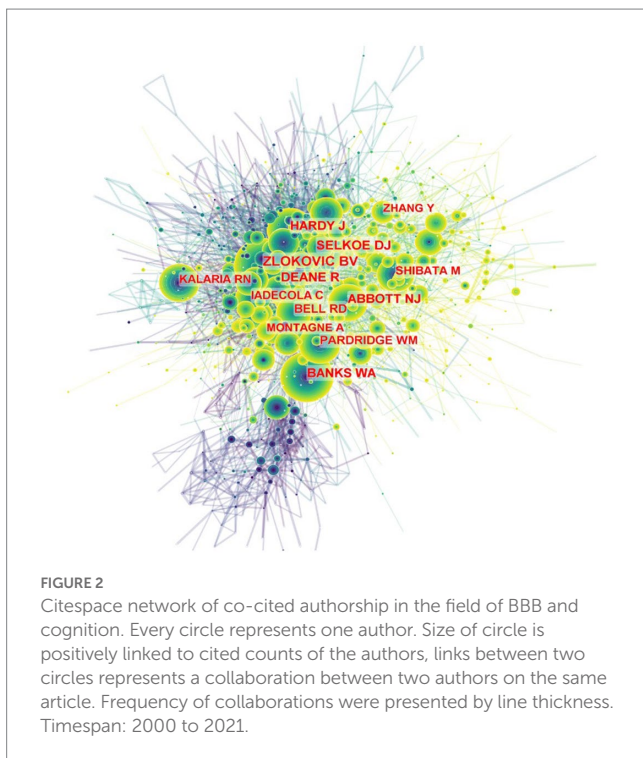 ZHANG Y
HARDY J
SELKOE DJ
ZLOKOVIC BV
SHIBATA M
KALARIA RN
DEANE R
IADECOLA C
ABBOTT NJ
BELL RD
MONTAGNE A
PARDRIDGE WM
BANKS WA
FIGURE 2
Citespace network of co-cited authorship in the field of BBB and
cognition. Every circle represents one author. Size of circle is
positively linked to cited counts of the authors, links between two
circles represents a collaboration between two authors on the same
article. Frequency of collaborations were presented by line thickness.
Timespan: 2000 to 2021.